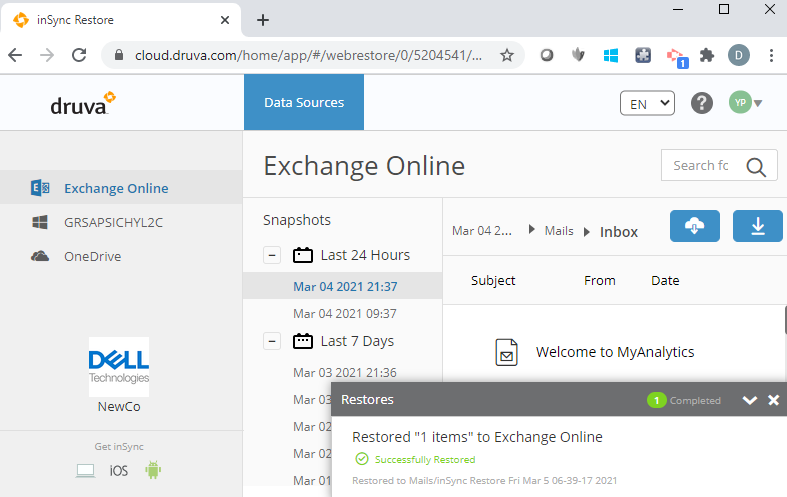 inSync Restore
cloud.druva.com/home/app/#/webrestore/0/5204541/...
1
D
druva
Data Sources
EN
?
YP
Exchange Online
GRSAPSICHYL2C
OneDrive
DELL
Technologies
NewCo
Get inSync
iOS
Exchange Online
Search fo
Snapshots
Last 24 Hours
Mar 04 2021 21:37
Mar 04 2021 09:37
Last 7 Days
Mar 03 2021 21:36
Mar 03
Mar 02
Mar 02
Mar 01
Mar 04 2... Mails Inbox
Subject From Date
Welcome to MyAnalytics
Restores 1 Completed
Restored "1 items" to Exchange Online
Successfully Restored
Restored to Mails/inSync Restore Fri Mar 5 06-39-17 2021